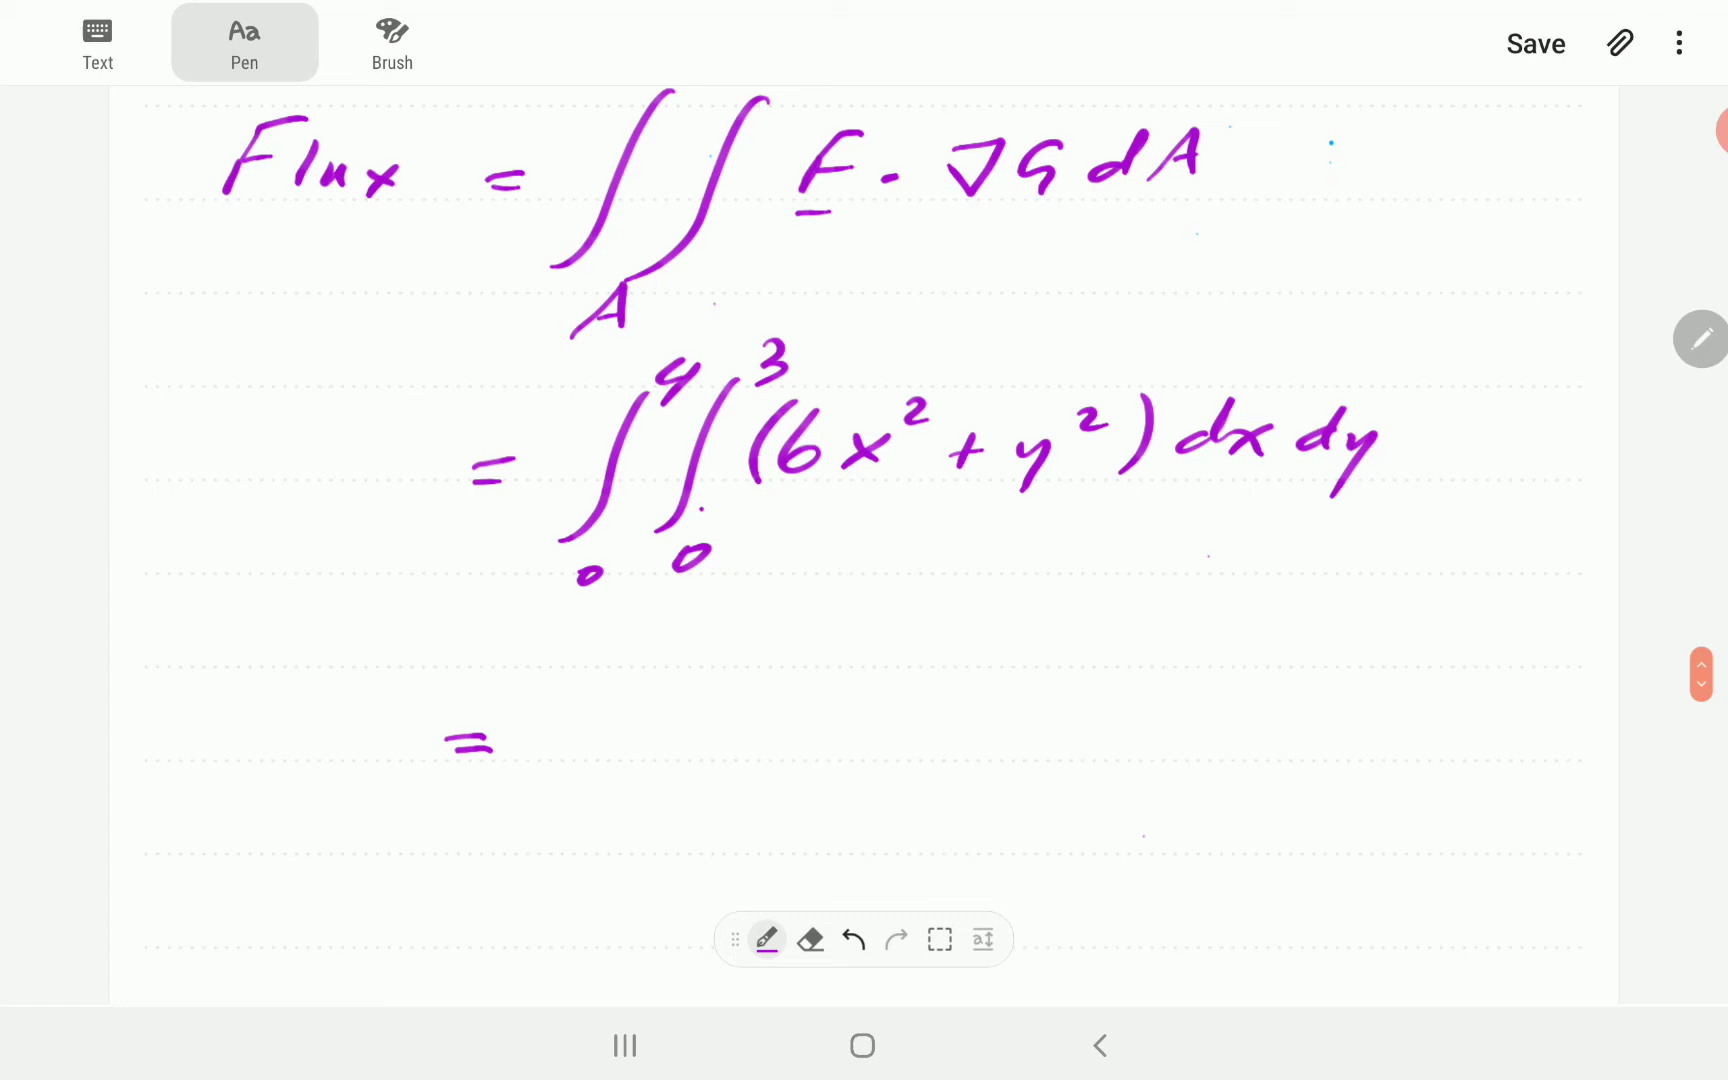 Text Pen Brush Save
Flux = ∬_A F̲ · ∇G dA
= ∫_0^4 ∫_0^3 (6x² + y²) dx dy
=